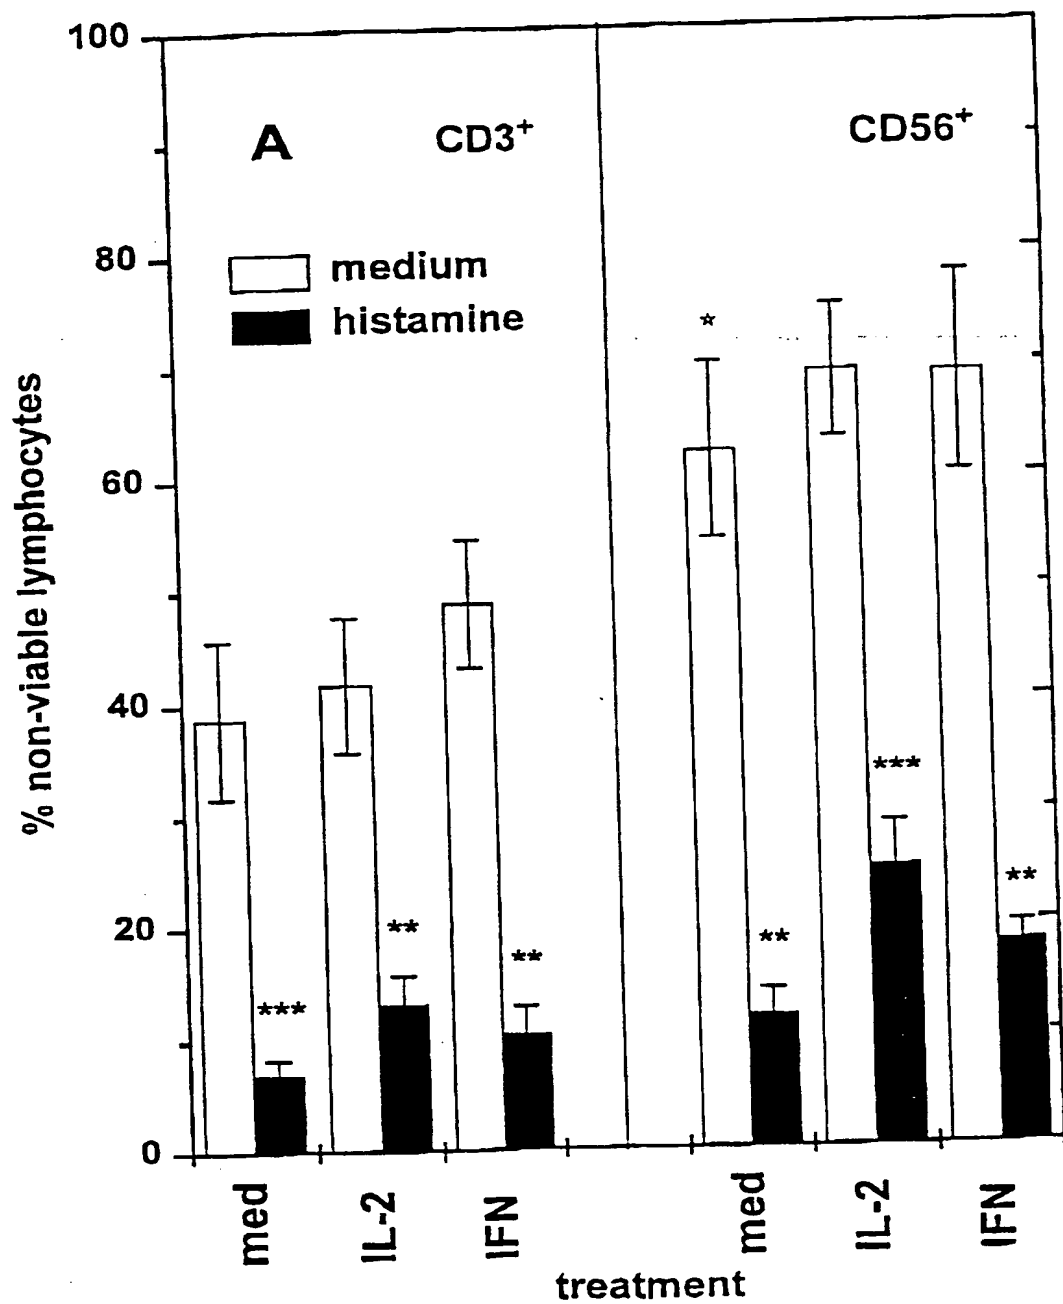 100
80
60
40
20
0
% non-viable lymphocytes
A
CD3⁺
CD56⁺
medium
histamine
***
**
**
☆
**
***
**
med
IL-2
IFN
med
IL-2
IFN
treatment